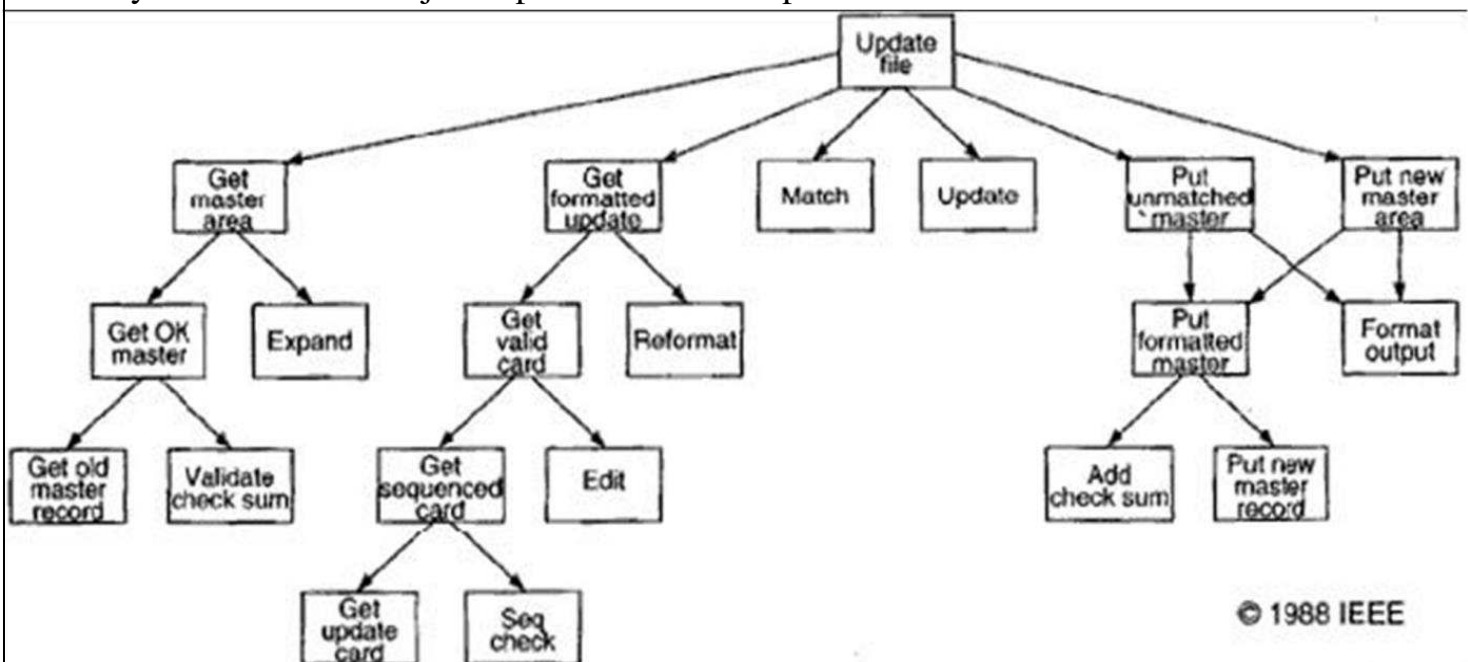 Update
file
Get
master
area
Get
formatted
update
Match
Update
Put
unmatched
master
Put new
master
area
Get OK
master
Expand
Get
valid
card
Reformat
Put
formatted
master
Format
output
Get old
master
record
Validate
check sum
Get
sequenced
card
Edit
Add
check sum
Put new
master
record
Get
update
card
Seq
check
© 1988 IEEE